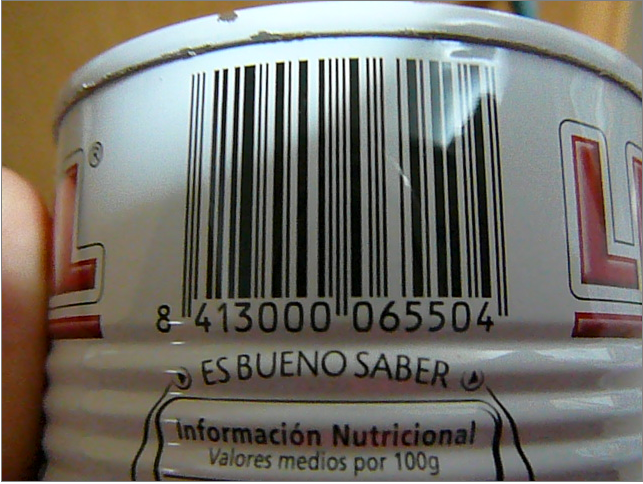 ®
8 413000 065504
ES BUENO SABER
Información Nutricional
Valores medios por 100g